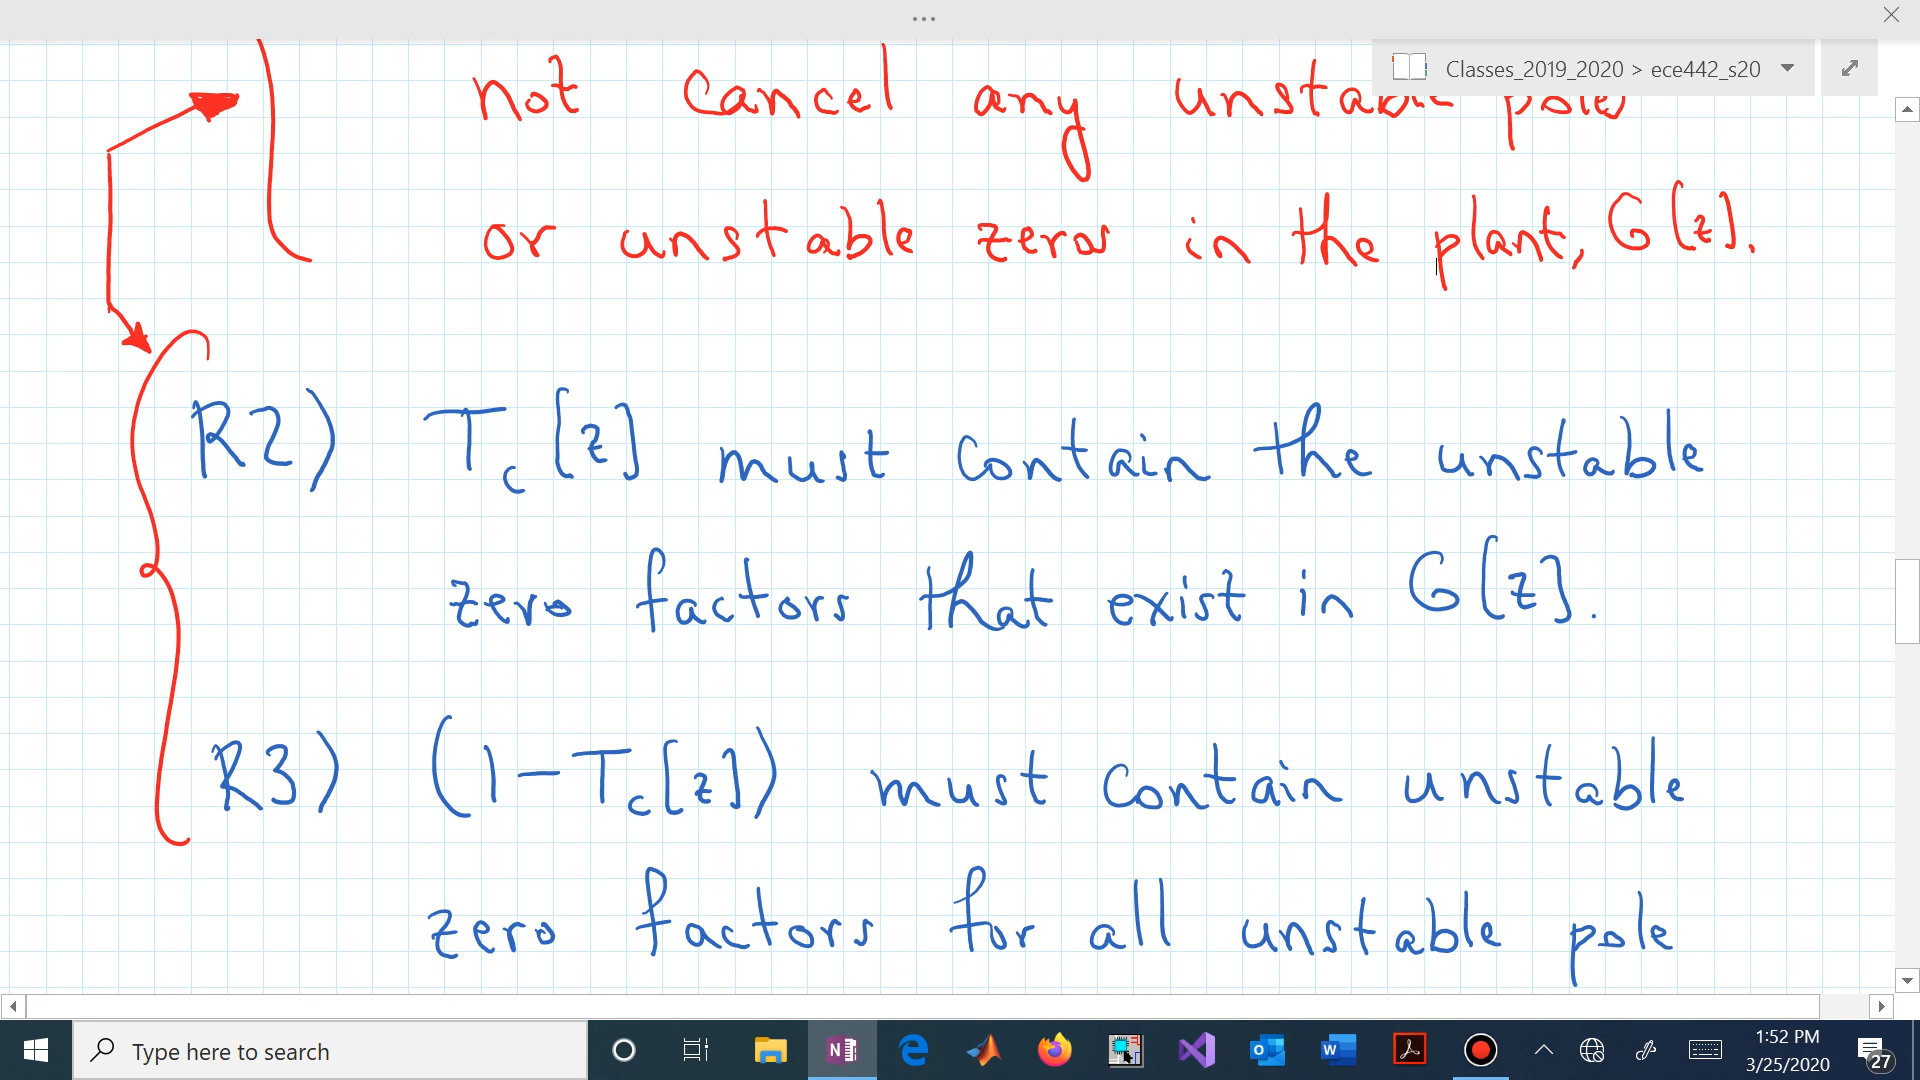 ...
Classes_2019_2020 > ece442_s20
not cancel any unstable pole
or unstable zeros in the plant, G[z].
R2) Tc[z] must contain the unstable
zero factors that exist in G[z].
R3) (1-Tc[z]) must contain unstable
zero factors for all unstable pole
Type here to search
1:52 PM
3/25/2020
27